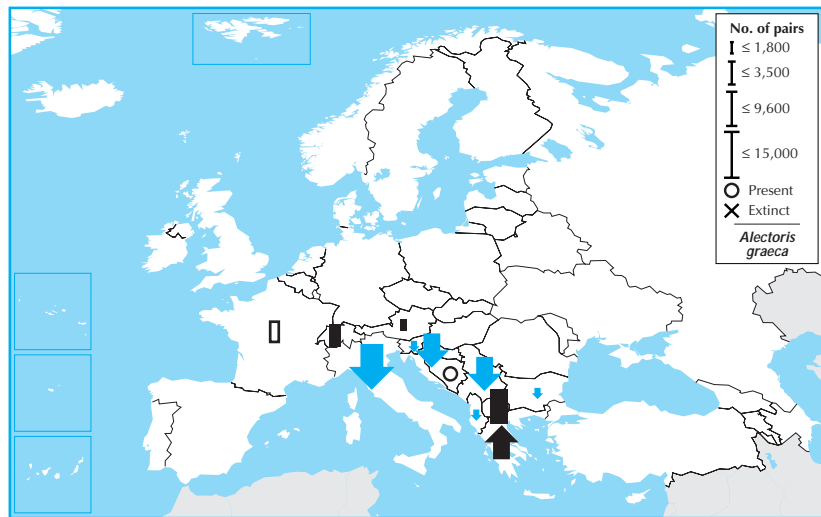 No. of pairs
≤ 1,800
≤ 3,500
≤ 9,600
≤ 15,000
Present
Extinct
Alectoris
graeca